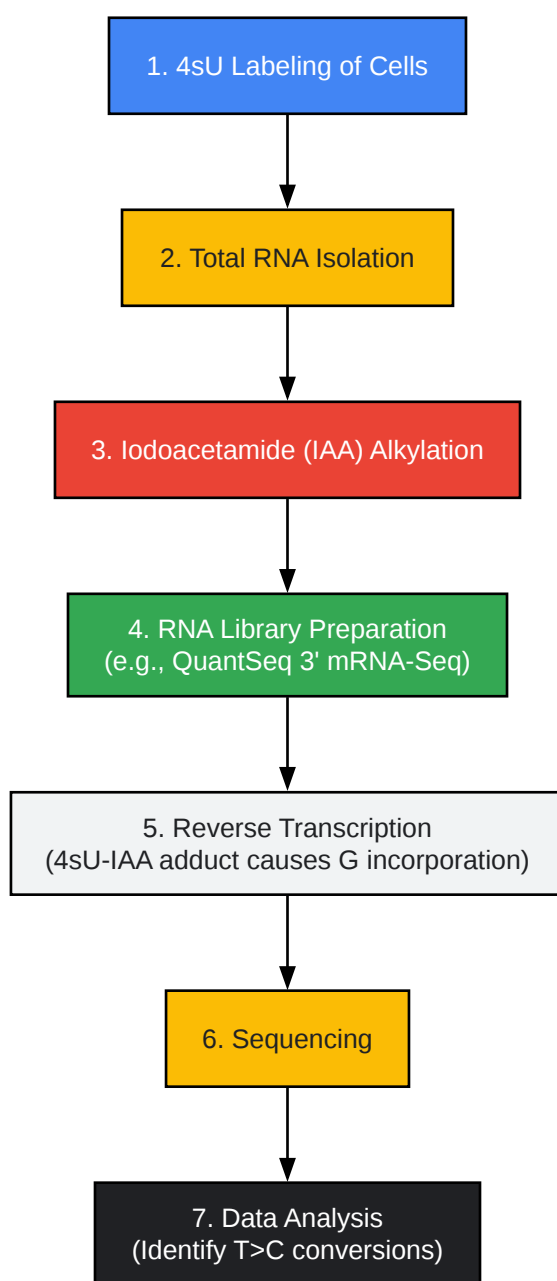 1. 4sU Labeling of Cells
2. Total RNA Isolation
3. Iodoacetamide (IAA) Alkylation
4. RNA Library Preparation
(e.g., QuantSeq 3' mRNA-Seq)
5. Reverse Transcription
(4sU-IAA adduct causes G incorporation)
6. Sequencing
7. Data Analysis
(Identify T>C conversions)